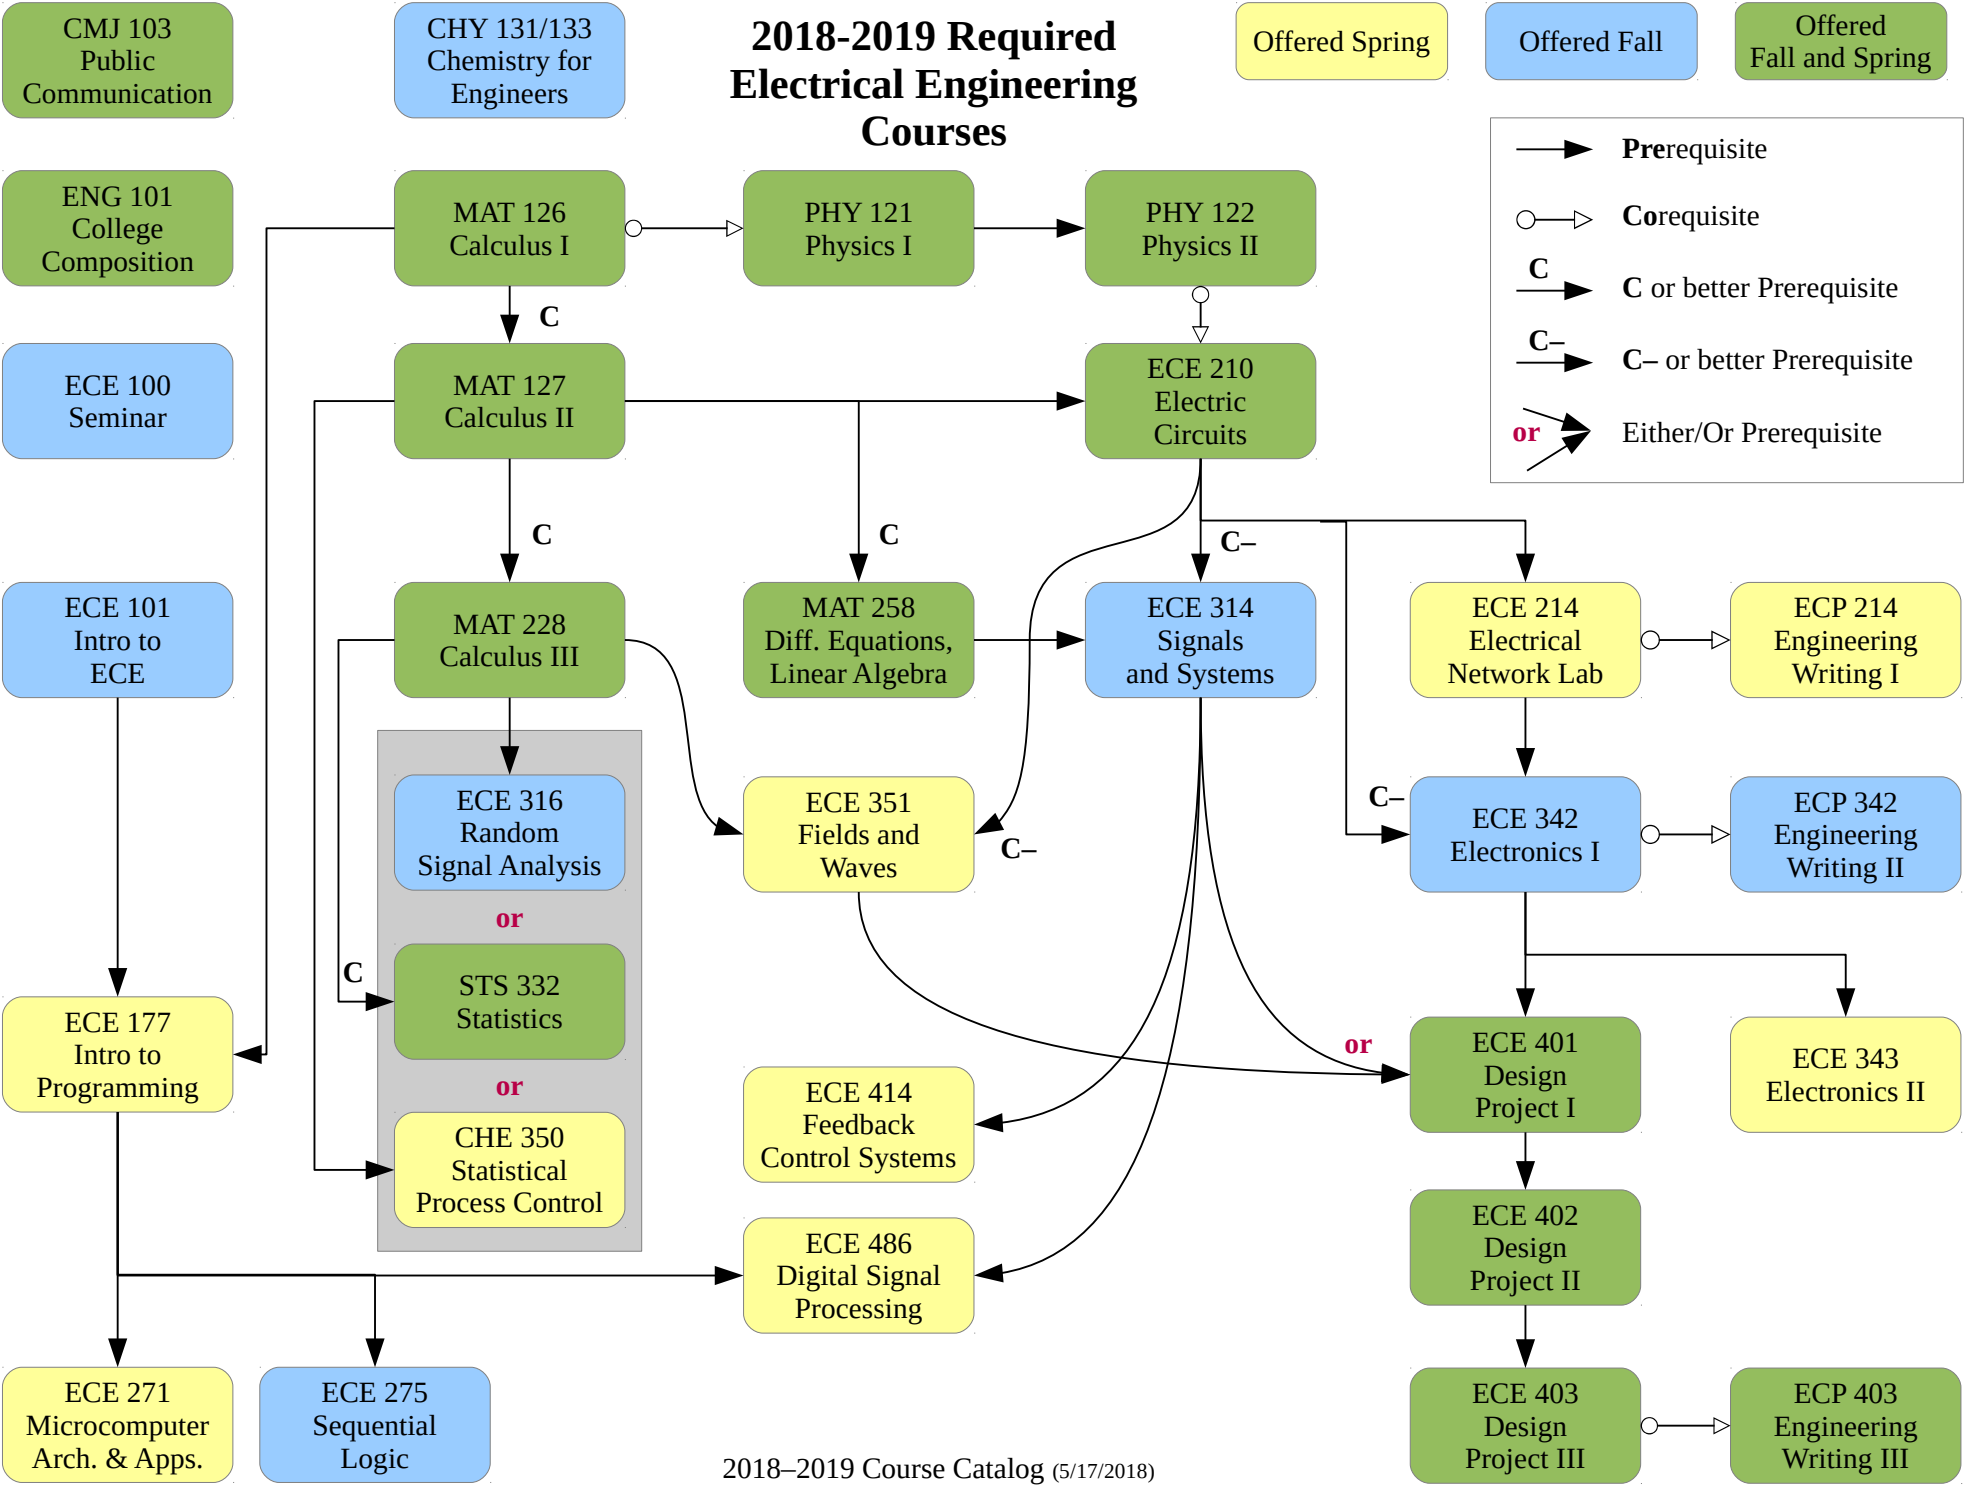 2018-2019 Required
Electrical Engineering
Courses
Offered Spring
Offered Fall
Offered
Fall and Spring
Prerequisite
Corequisite
C
C or better Prerequisite
C–
C– or better Prerequisite
or
Either/Or Prerequisite
CMJ 103
Public
Communication
CHY 131/133
Chemistry for
Engineers
ENG 101
College
Composition
MAT 126
Calculus I
PHY 121
Physics I
PHY 122
Physics II
C
ECE 100
Seminar
MAT 127
Calculus II
ECE 210
Electric
Circuits
C
C
C–
ECE 101
Intro to
ECE
MAT 228
Calculus III
MAT 258
Diff. Equations,
Linear Algebra
ECE 314
Signals
and Systems
ECE 214
Electrical
Network Lab
ECP 214
Engineering
Writing I
ECE 316
Random
Signal Analysis
ECE 351
Fields and
Waves
C–
C–
ECE 342
Electronics I
ECP 342
Engineering
Writing II
or
C
STS 332
Statistics
or
ECE 177
Intro to
Programming
CHE 350
Statistical
Process Control
ECE 414
Feedback
Control Systems
or
ECE 401
Design
Project I
ECE 343
Electronics II
ECE 486
Digital Signal
Processing
ECE 402
Design
Project II
ECE 271
Microcomputer
Arch. & Apps.
ECE 275
Sequential
Logic
ECE 403
Design
Project III
ECP 403
Engineering
Writing III
2018–2019 Course Catalog (5/17/2018)